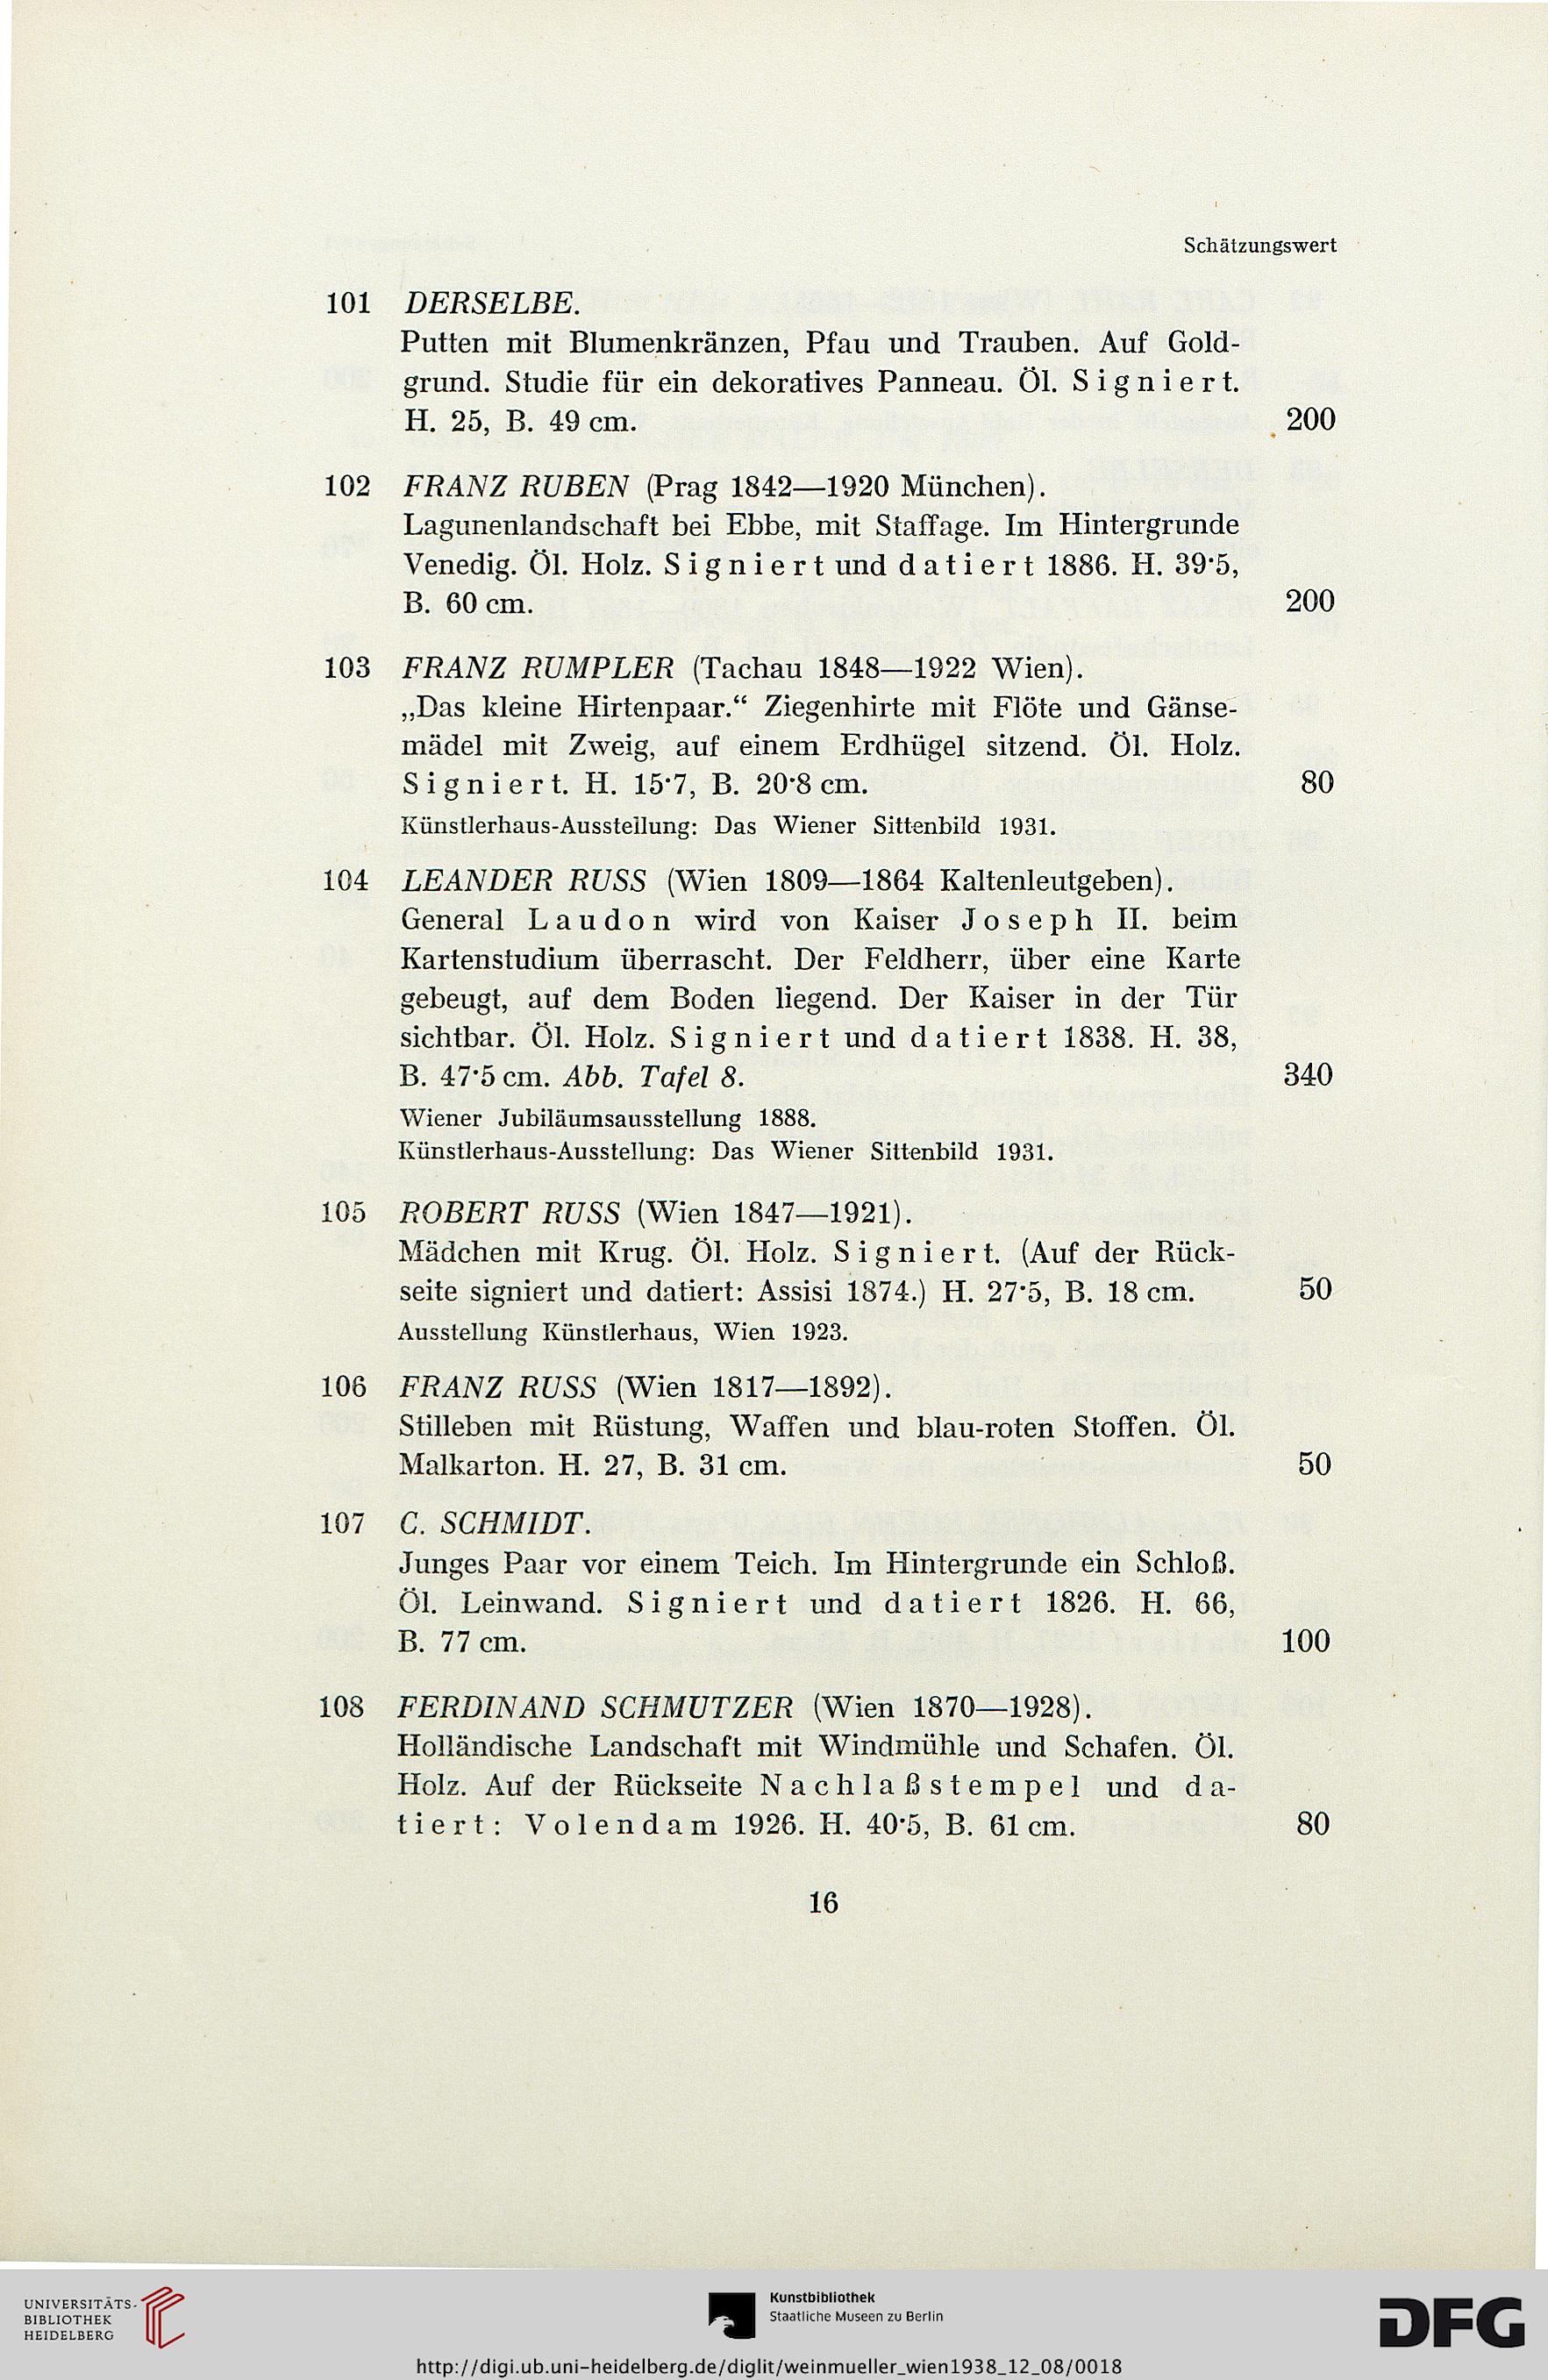 Schätzungswert
101 DERSELBE.
Putten mit Blumenkränzen, Pfau und Trauben. Auf Gold-
grund. Studie für ein dekoratives Panneau. Öl. Signiert.
H. 25, B. 49 cm. 200
102 FRANZ RUBEN (Prag 1842—1920 München).
Lagunenlandschaft bei Ebbe, mit Staffage. Im Hintergrunde
Venedig. Öl. Holz. Signiert und datiert 1886. H. 39·5,
B. 60 cm. 200
103 FRANZ RUMPLER (Tachau 1848—1922 Wien).
„Das kleine Hirtenpaar.“ Ziegenhirte mit Flöte und Gänse-
mädel mit Zweig, auf einem Erdhügel sitzend. Öl. Holz.
Signiert. H. 15·7, B. 20·8 cm. 80
Künstlerhaus-Ausstellung: Das Wiener Sittenbild 1931.
104 LEANDER RUSS (Wien 1809—1864 Kaltenleutgeben).
General Laudon wird von Kaiser Joseph II. beim
Kartenstudium überrascht. Der Feldherr, über eine Karte
gebeugt, auf dem Boden liegend. Der Kaiser in der Tür
sichtbar. Öl. Holz. Signiert und datiert 1838. H. 38,
B. 47·5 cm. Abb. Tafel 8. 340
Wiener Jubiläumsausstellung 1888.
Künstlerhaus-Ausstellung: Das Wiener Sittenbild 1931.
105 ROBERT RUSS (Wien 1847—1921).
Mädchen mit Krug. Öl. Holz. Signiert. (Auf der Rück-
seite signiert und datiert: Assisi 1874.) H. 27·5, B. 18 cm. 50
Ausstellung Künstlerhaus, Wien 1923.
106 FRANZ RUSS (Wien 1817—1892).
Stilleben mit Rüstung, Waffen und blau-roten Stoffen. Öl.
Malkarton. H. 27, B. 31 cm. 50
107 C. SCHMIDT.
Junges Paar vor einem Teich. Im Hintergrunde ein Schloß.
Öl. Leinwand. Signiert und datiert 1826. H. 66,
B. 77 cm. 100
108 FERDINAND SCHMUTZER (Wien 1870—1928).
Holländische Landschaft mit Windmühle und Schafen. Öl.
Holz. Auf der Rückseite Nachlaßstempel und da-
tiert: Volendam 1926. H. 40·5, B. 61 cm. 80
16
UNIVERSITÄTS-
BIBLIOTHEK
HEIDELBERG
Kunstbibliothek
Staatliche Museen zu Berlin
DFG
http://digi.ub.uni-heidelberg.de/diglit/weinmueller_wien1938_12_08/0018